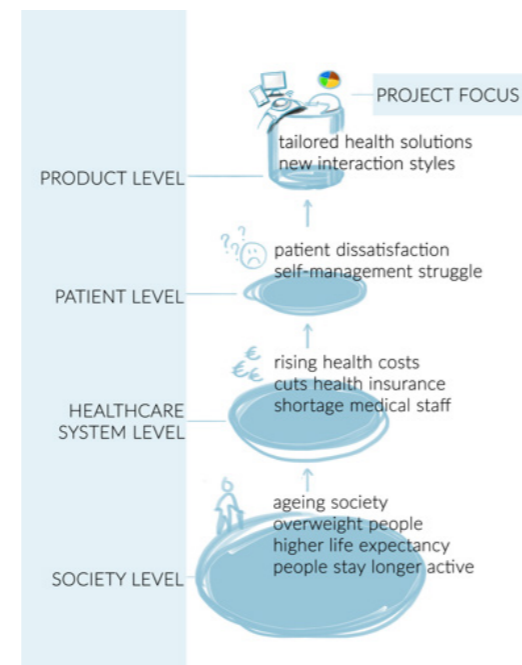 PROJECT FOCUS
tailored health solutions
new interaction styles
PRODUCT LEVEL
???
patient dissatisfaction
self-management struggle
PATIENT LEVEL
€
€€
rising health costs
cuts health insurance
shortage medical staff
HEALTHCARE
SYSTEM LEVEL
ageing society
overweight people
higher life expectancy
people stay longer active
SOCIETY LEVEL